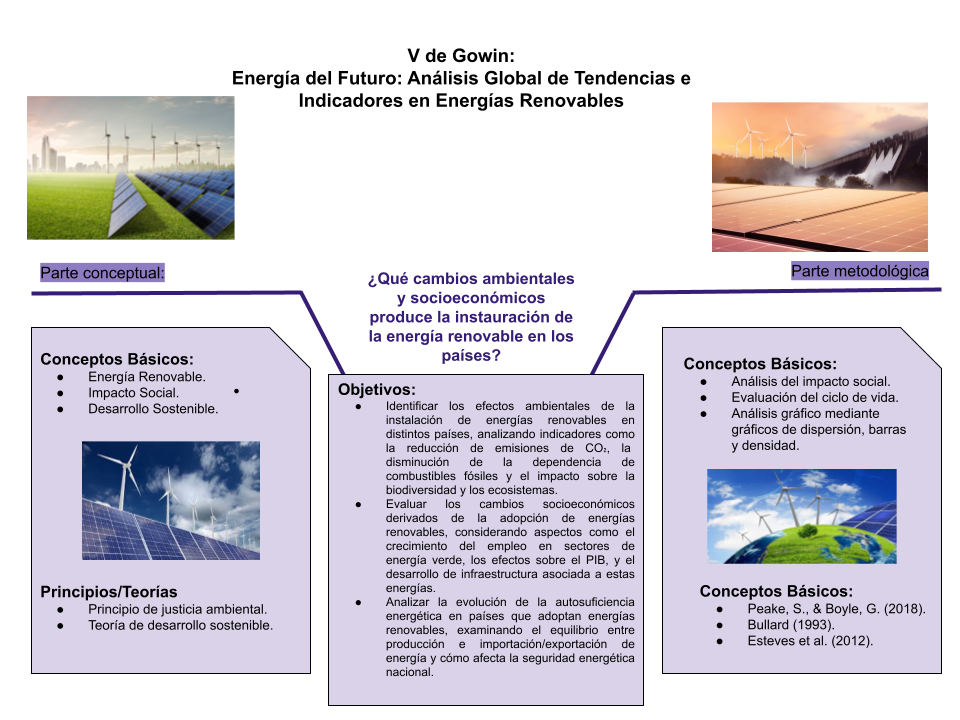 V de Gowin:
Energía del Futuro: Análisis Global de Tendencias e
Indicadores en Energías Renovables
Parte conceptual:
Parte metodológica
¿Qué cambios ambientales
y socioeconómicos
produce la instauración de
la energía renovable en los
países?
Conceptos Básicos:
● Energía Renovable.
● Impacto Social.
● Desarrollo Sostenible.
●
Principios/Teorías
● Principio de justicia ambiental.
● Teoría de desarrollo sostenible.
Objetivos:
● Identificar los efectos ambientales de la
instalación de energías renovables en
distintos países, analizando indicadores como
la reducción de emisiones de CO₂, la
disminución de la dependencia de
combustibles fósiles y el impacto sobre la
biodiversidad y los ecosistemas.
● Evaluar los cambios socioeconómicos
derivados de la adopción de energías
renovables, considerando aspectos como el
crecimiento del empleo en sectores de
energía verde, los efectos sobre el PIB, y el
desarrollo de infraestructura asociada a estas
energías.
● Analizar la evolución de la autosuficiencia
energética en países que adoptan energías
renovables, examinando el equilibrio entre
producción e importación/exportación de
energía y cómo afecta la seguridad energética
nacional.
Conceptos Básicos:
● Análisis del impacto social.
● Evaluación del ciclo de vida.
● Análisis gráfico mediante
gráficos de dispersión, barras
y densidad.
Conceptos Básicos:
● Peake, S., & Boyle, G. (2018).
● Bullard (1993).
● Esteves et al. (2012).